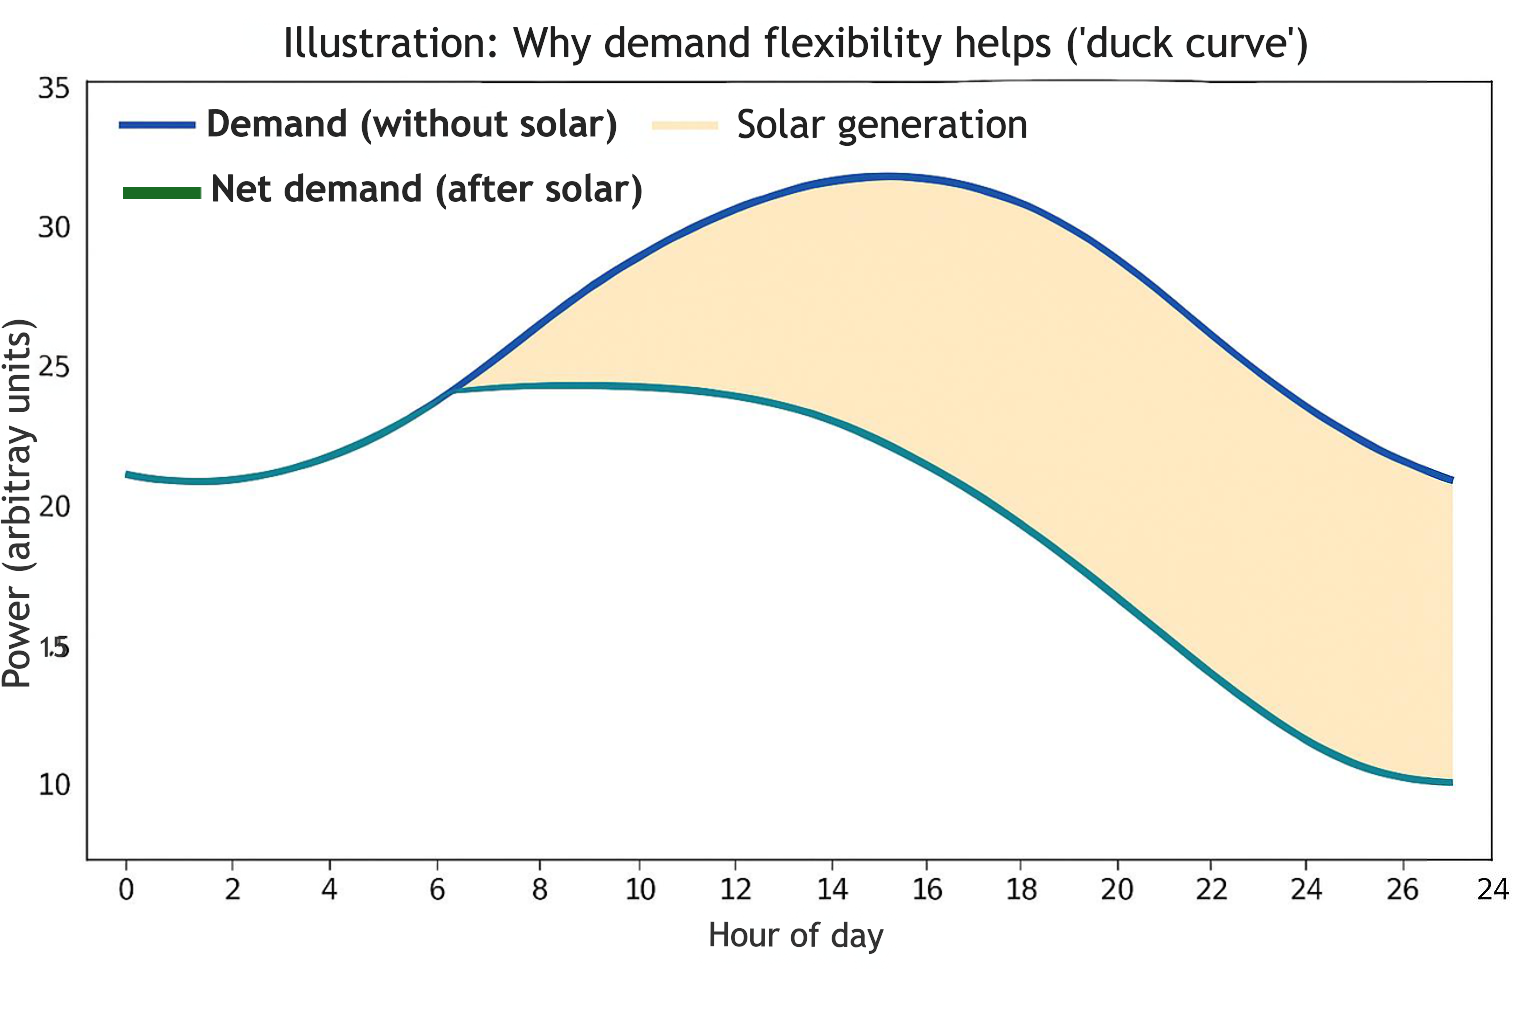 Illustration: Why demand flexibility helps ('duck curve')
Demand (without solar) Solar generation
Net demand (after solar)
35
30
25
20
15
10
Power (arbitray units)
0 2 4 6 8 10 12 14 16 18 20 22 24 26 24
Hour of day